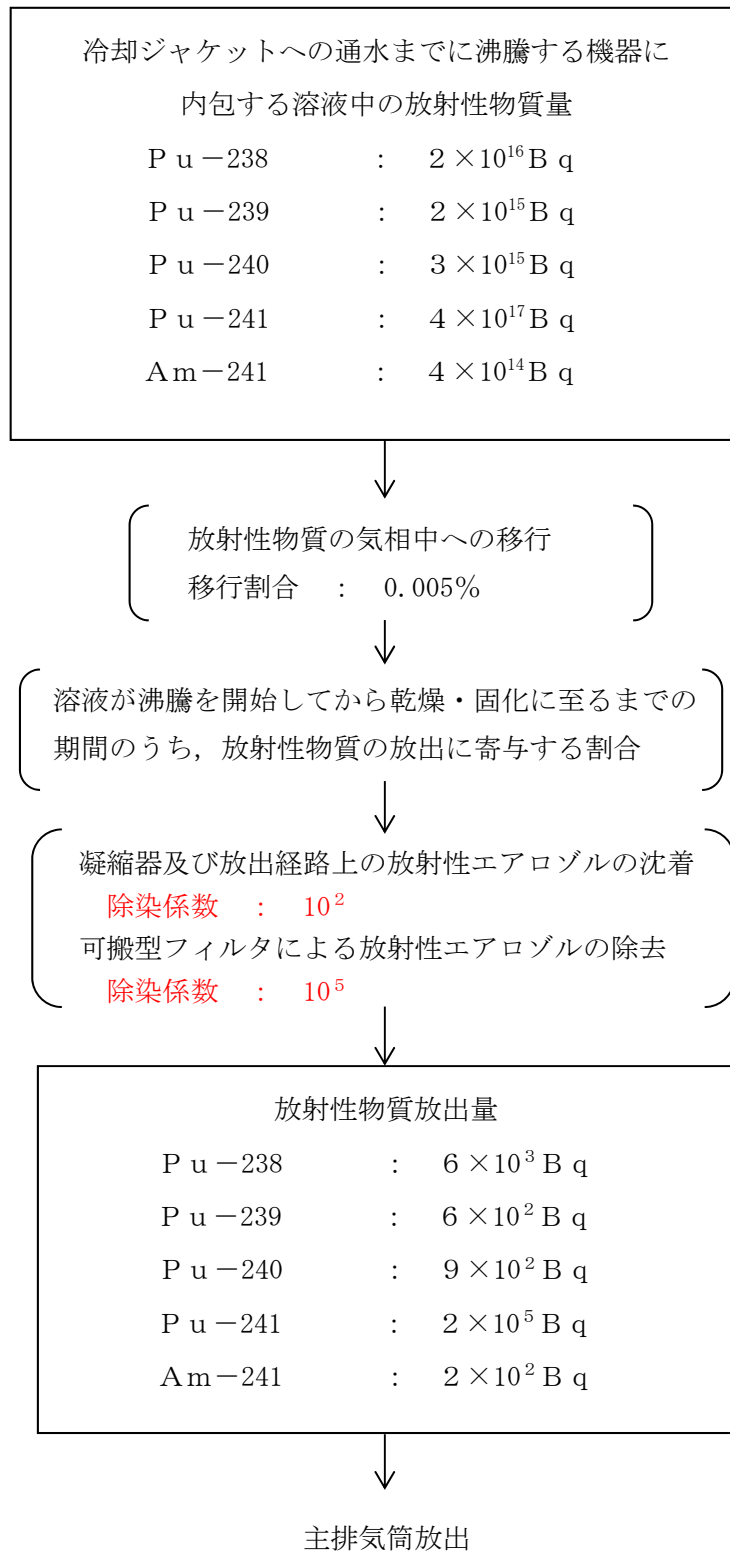 冷却ジャケットへの通水までに沸騰する機器に
内包する溶液中の放射性物質量
Ｐｕ－238 : ２×10¹⁶Ｂｑ
Ｐｕ－239 : ２×10¹⁵Ｂｑ
Ｐｕ－240 : ３×10¹⁵Ｂｑ
Ｐｕ－241 : ４×10¹⁷Ｂｑ
Ａｍ－241 : ４×10¹⁴Ｂｑ
放射性物質の気相中への移行
移行割合 : 0.005％
溶液が沸騰を開始してから乾燥・固化に至るまでの
期間のうち，放射性物質の放出に寄与する割合
凝縮器及び放出経路上の放射性エアロゾルの沈着
除染係数 : 10²
可搬型フィルタによる放射性エアロゾルの除去
除染係数 : 10⁵
放射性物質放出量
Ｐｕ－238 : ６×10³Ｂｑ
Ｐｕ－239 : ６×10²Ｂｑ
Ｐｕ－240 : ９×10²Ｂｑ
Ｐｕ－241 : ２×10⁵Ｂｑ
Ａｍ－241 : ２×10²Ｂｑ
主排気筒放出